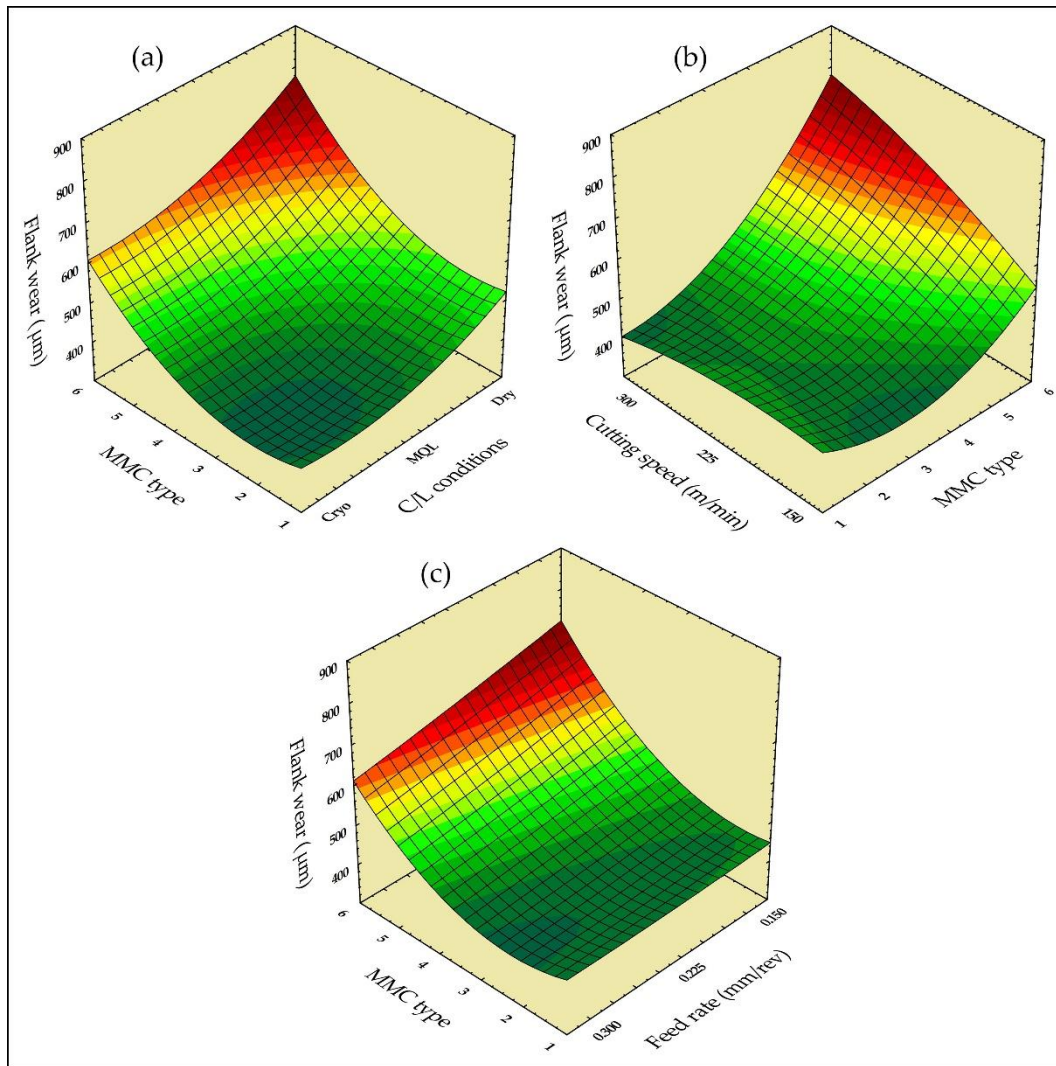 (a)
900
800
700
600
500
400
Flank wear (μm)
6
5
4
3
2
1
MMC type
Cryo
MQL
Dry
C/L conditions
(b)
900
800
700
600
500
400
Flank wear (μm)
300
225
150
Cutting speed (m/min)
1
2
3
4
5
6
MMC type
(c)
900
800
700
600
500
400
Flank wear (μm)
6
5
4
3
2
1
MMC type
0.300
0.225
0.150
Feed rate (mm/rev)